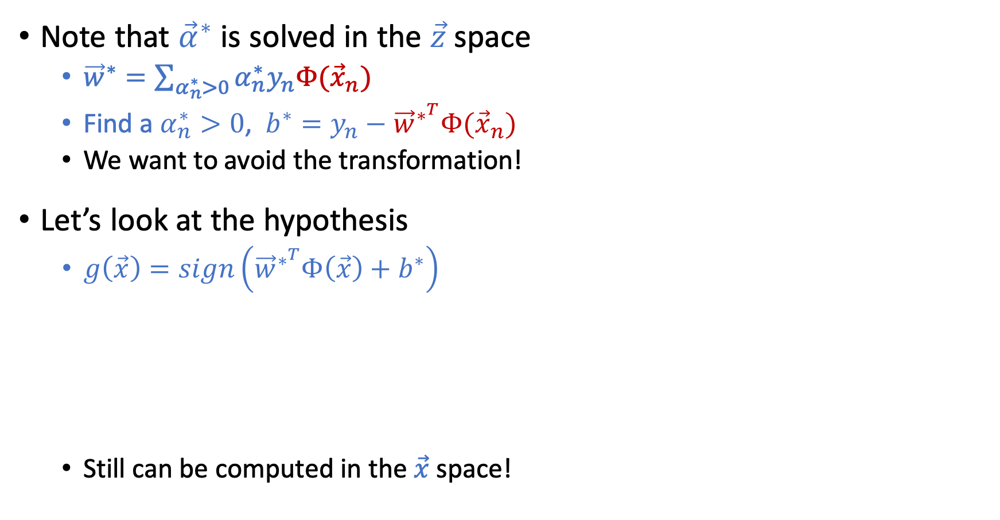 • Note that $\vec{\alpha}^*$ is solved in the $\vec{z}$ space
• $\vec{w}^* = \sum_{\alpha_n^*>0} \alpha_n^* y_n \Phi(\vec{x}_n)$
• Find a $\alpha_n^* > 0,\ b^* = y_n - \vec{w}^{*T} \Phi(\vec{x}_n)$
• We want to avoid the transformation!
• Let’s look at the hypothesis
• $g(\vec{x}) = sign\left(\vec{w}^{*T} \Phi(\vec{x}) + b^*\right)$
• Still can be computed in the $\vec{x}$ space!